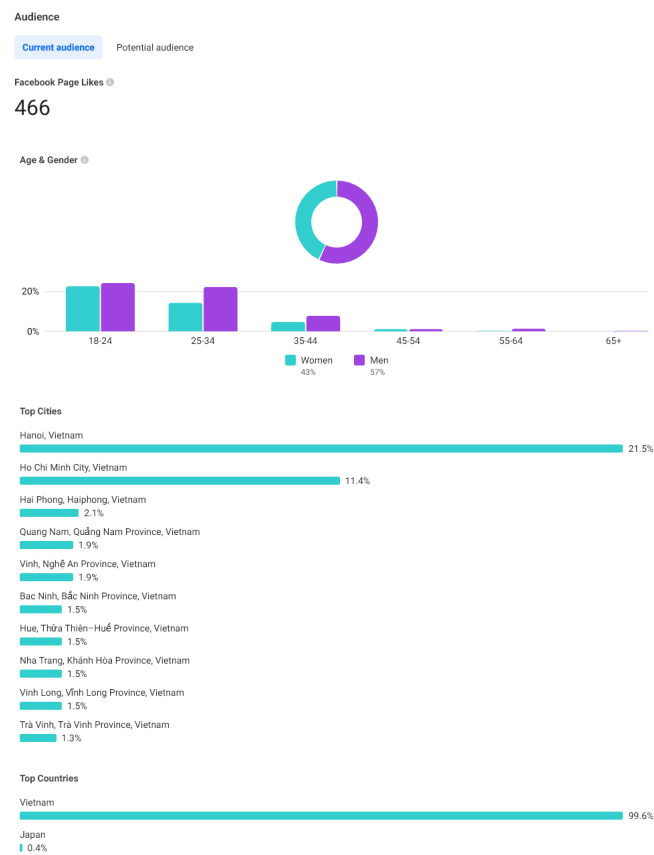 Audience
Current audience Potential audience
Facebook Page Likes
466
Age & Gender
20%
0%
18-24 25-34 35-44 45-54 55-64 65+
Women Men
43% 57%
Top Cities
Hanoi, Vietnam
21.5%
Ho Chi Minh City, Vietnam
11.4%
Hai Phong, Haiphong, Vietnam
2.1%
Quang Nam, Quảng Nam Province, Vietnam
1.9%
Vinh, Nghệ An Province, Vietnam
1.9%
Bac Ninh, Bắc Ninh Province, Vietnam
1.5%
Hue, Thừa Thiên–Huế Province, Vietnam
1.5%
Nha Trang, Khánh Hòa Province, Vietnam
1.5%
Vinh Long, Vĩnh Long Province, Vietnam
1.5%
Trà Vinh, Trà Vinh Province, Vietnam
1.3%
Top Countries
Vietnam
99.6%
Japan
0.4%